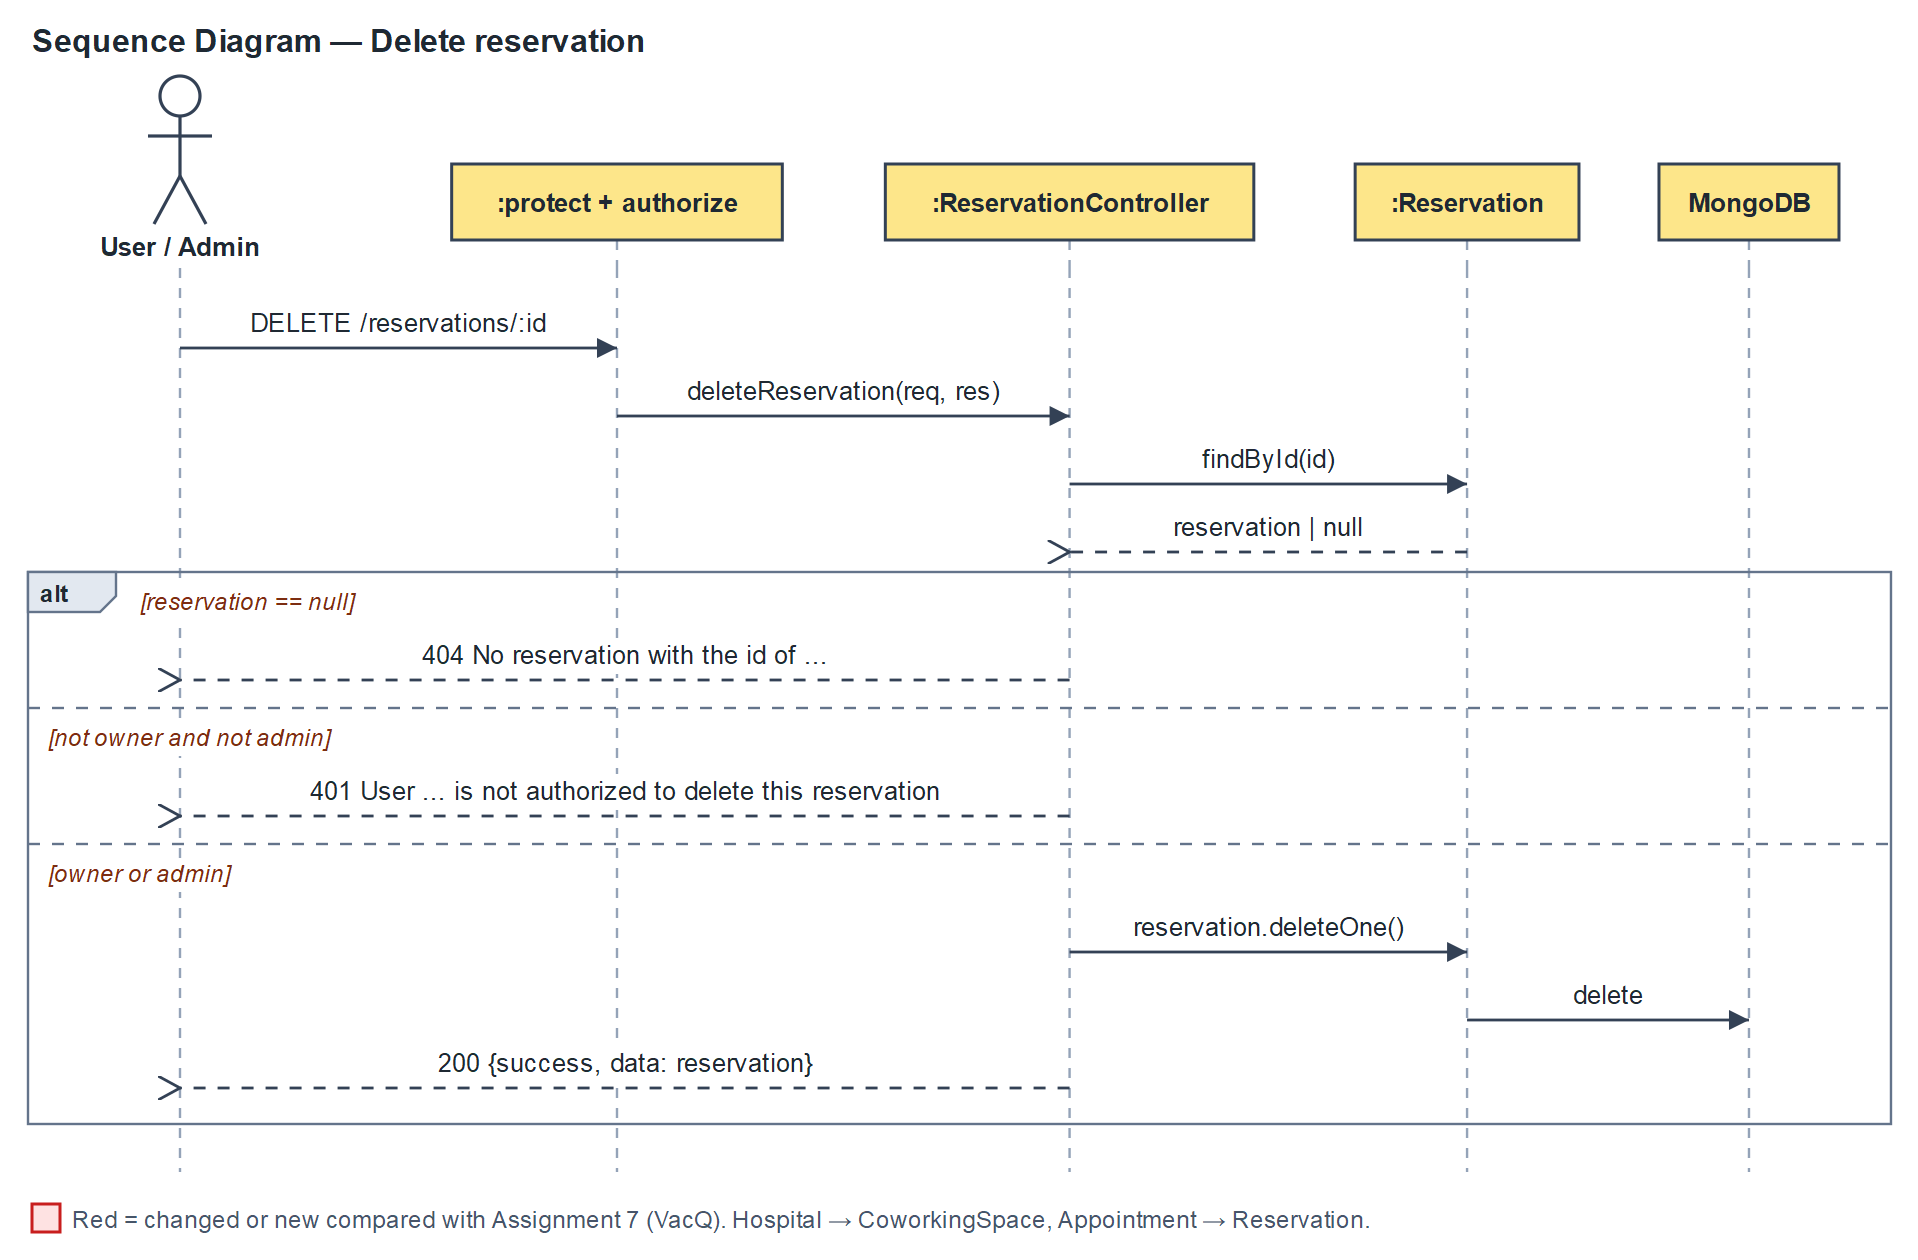 Sequence Diagram — Delete reservation
User / Admin
:protect + authorize
:ReservationController
:Reservation
MongoDB
DELETE /reservations/:id
deleteReservation(req, res)
findById(id)
reservation | null
alt
[reservation == null]
404 No reservation with the id of ...
[not owner and not admin]
401 User ... is not authorized to delete this reservation
[owner or admin]
reservation.deleteOne()
delete
200 {success, data: reservation}
Red = changed or new compared with Assignment 7 (VacQ). Hospital → CoworkingSpace, Appointment → Reservation.